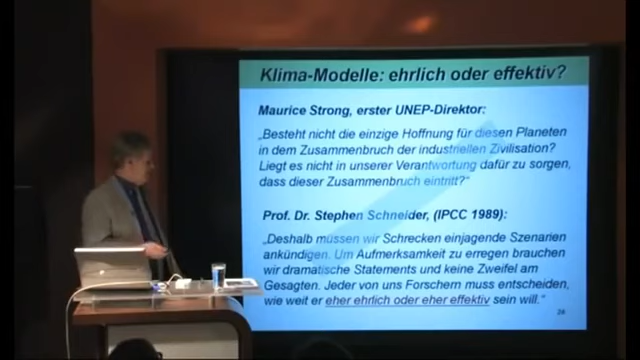 Klima-Modelle: ehrlich oder effektiv?
Maurice Strong, erster UNEP-Direktor:
„Besteht nicht die einzige Hoffnung für diesen Planeten
in dem Zusammenbruch der industriellen Zivilisation?
Liegt es nicht in unserer Verantwortung dafür zu sorgen,
dass dieser Zusammenbruch eintritt?“
Prof. Dr. Stephen Schneider, (IPCC 1989):
„Deshalb müssen wir Schrecken einjagende Szenarien
ankündigen. Um Aufmerksamkeit zu erregen brauchen
wir dramatische Statements und keine Zweifel am
Gesagten. Jeder von uns Forschern muss entscheiden,
wie weit er eher ehrlich oder eher effektiv sein will.“